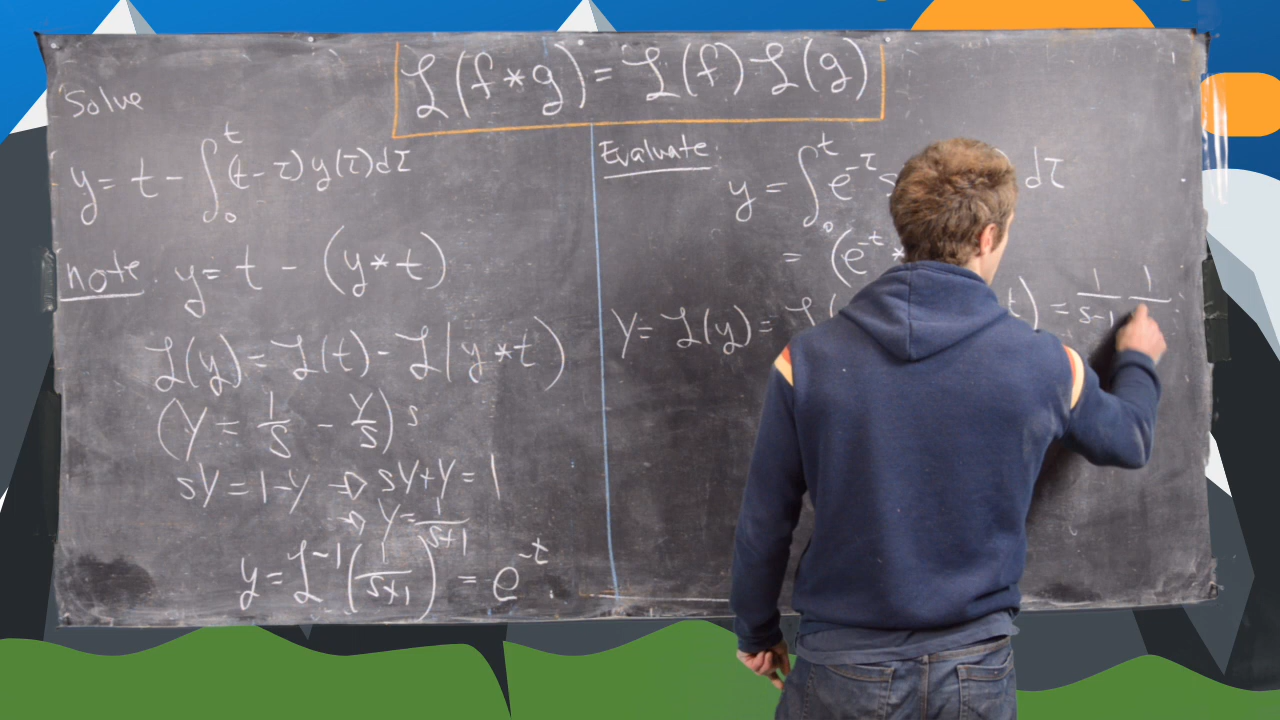 ℒ(f*g) = ℒ(f) ℒ(g)
Solve
y = t - ∫₀ᵗ (t-τ) y(τ) dτ
note: y = t - (y*t)
ℒ(y) = ℒ(t) - ℒ(y*t)
(Y = 1/s - Y/s) s
sY = 1-Y ⇒ sY+Y = 1
⇒ Y = 1/(s+1)
y = ℒ⁻¹(1/(s+1)) = e^-t
Evaluate:
y = ∫₀ᵗ e^-τ s dτ
= (e^-t *
Y = ℒ(y) = ℒ( t) = 1/(s-1) 1/